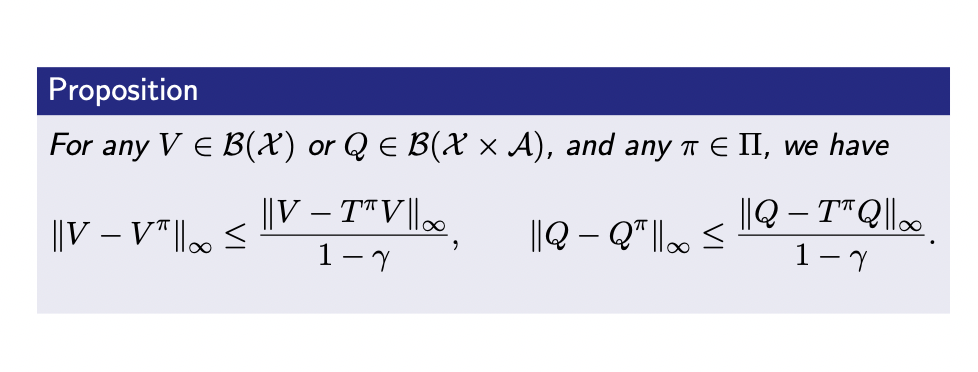 Proposition
For any V ∈ ℬ(𝒳) or Q ∈ ℬ(𝒳 × 𝒜), and any π ∈ Π, we have
‖V − V^π‖_∞ ≤ ‖V − T^π V‖_∞ / (1 − γ),    ‖Q − Q^π‖_∞ ≤ ‖Q − T^π Q‖_∞ / (1 − γ).